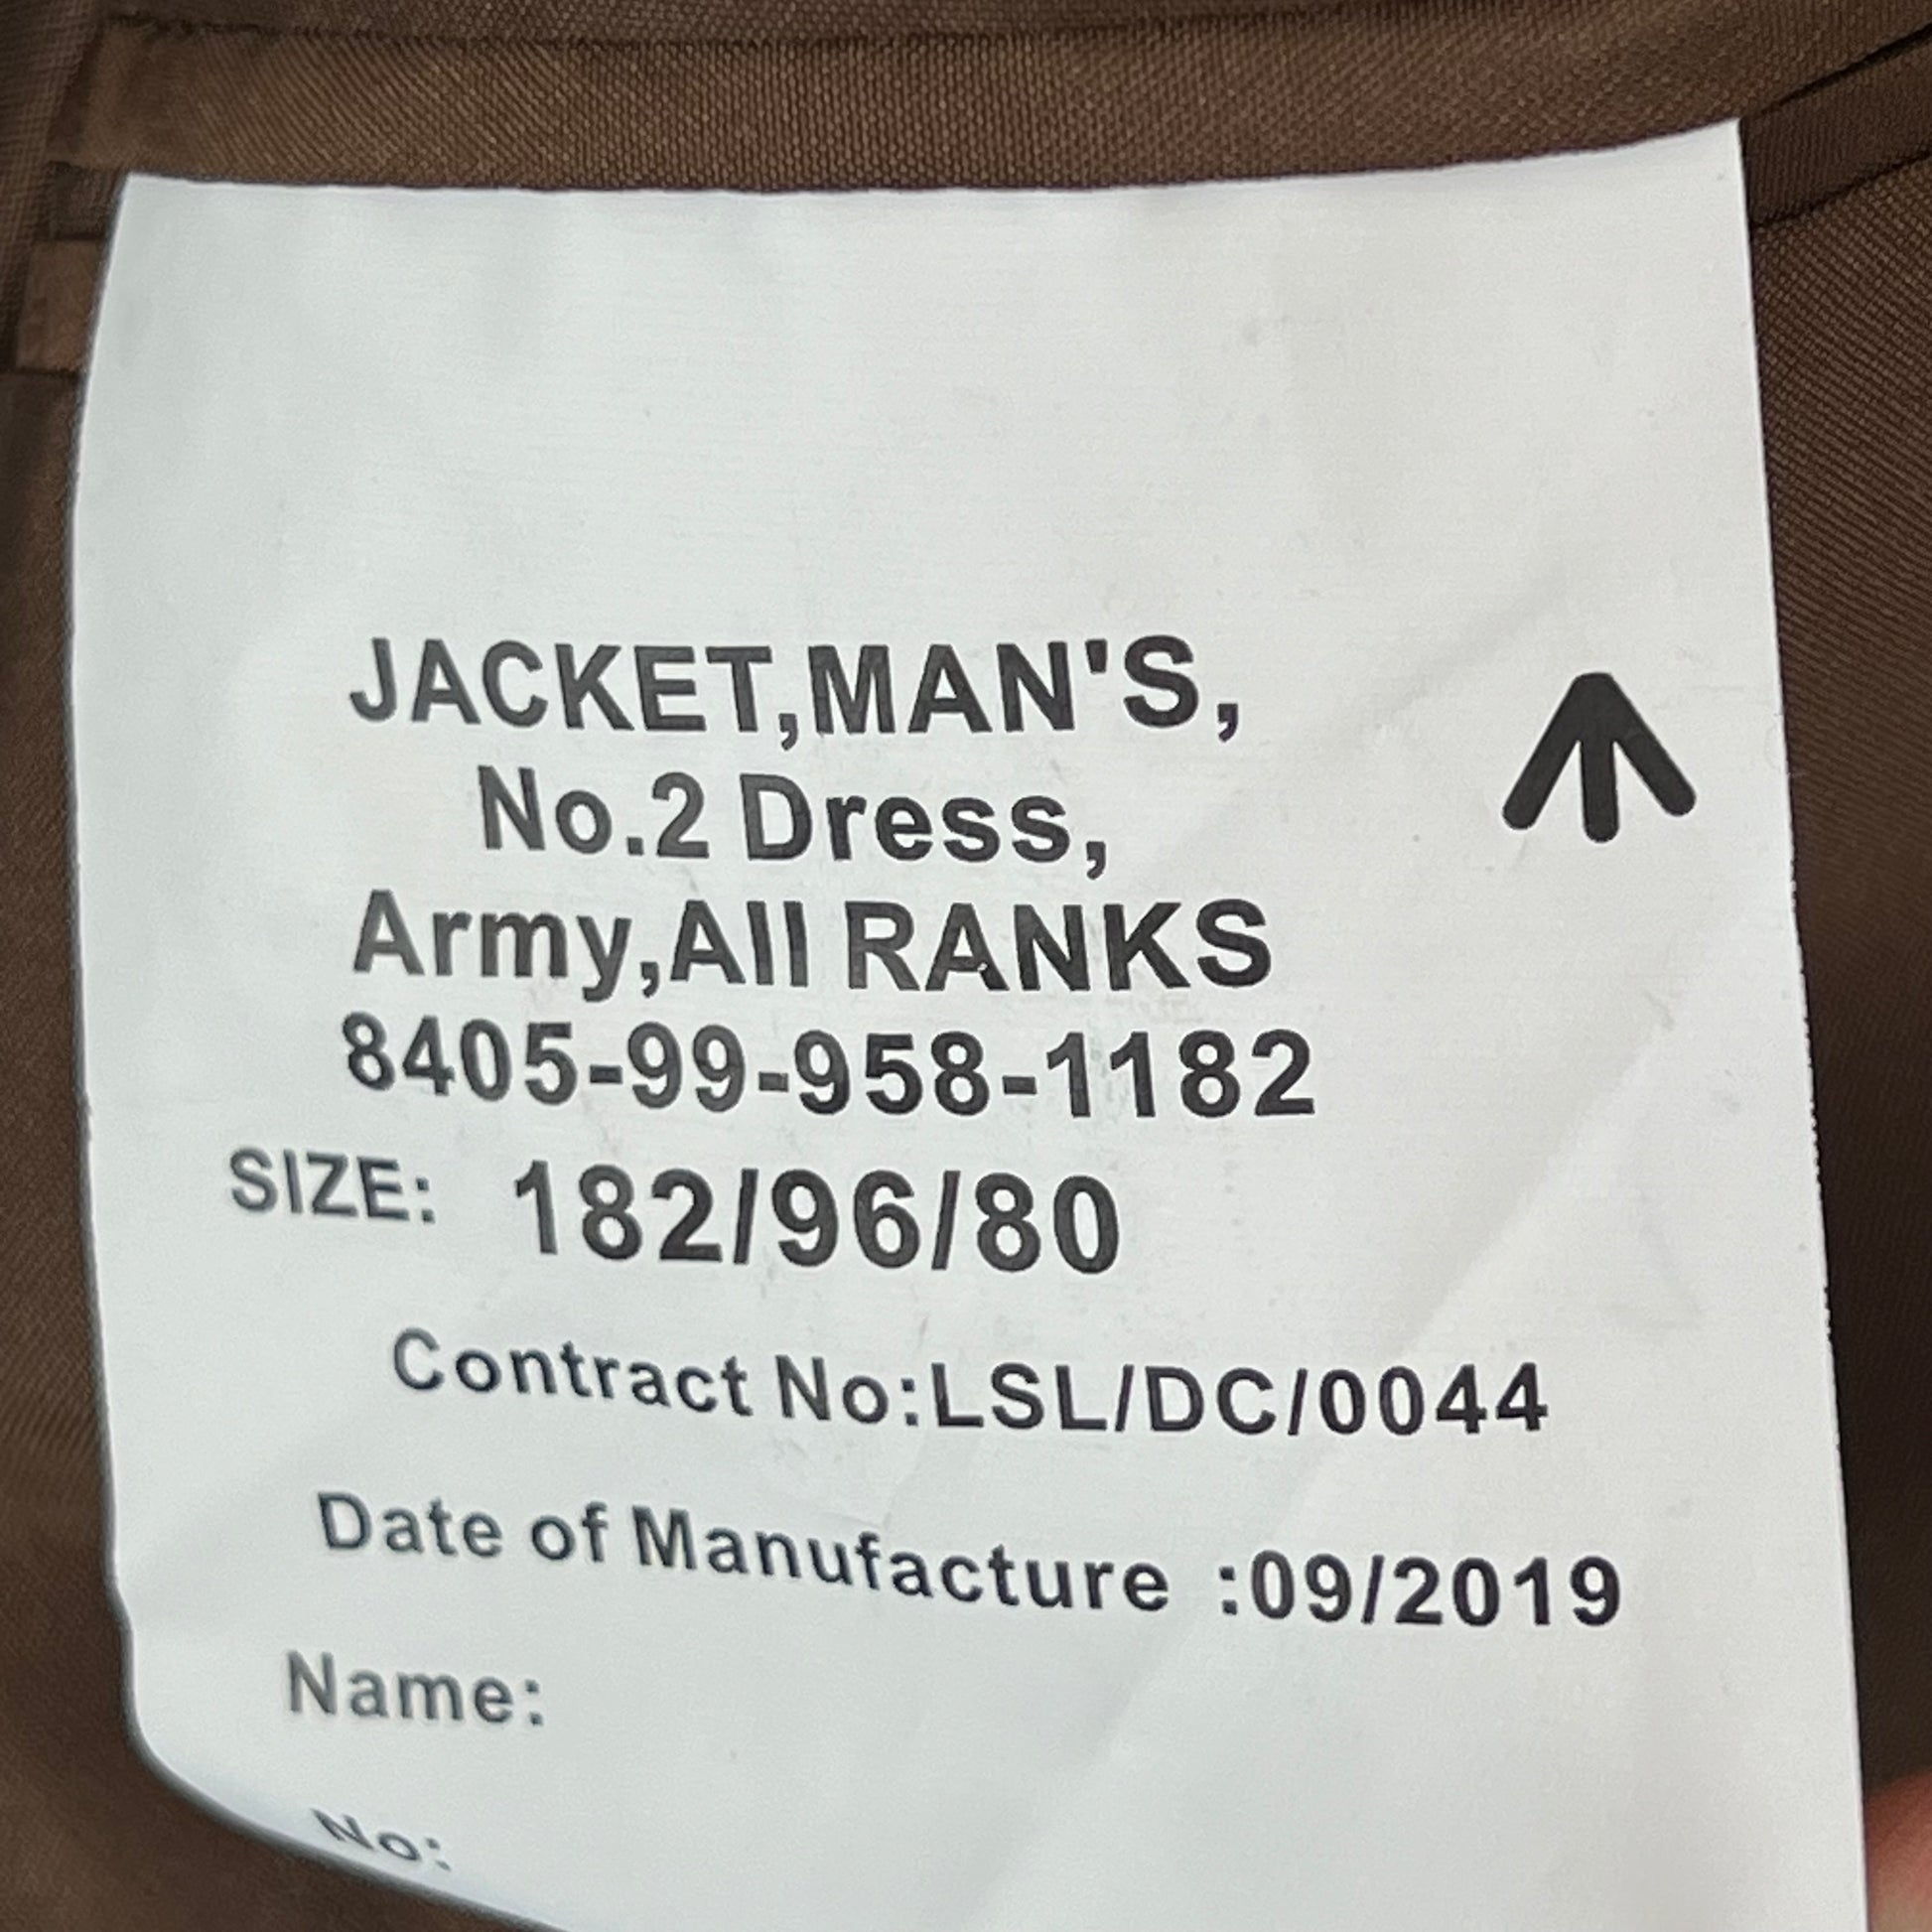 JACKET,MAN'S,
No.2 Dress,
Army,All RANKS
8405-99-958-1182
SIZE: 182/96/80
Contract No:LSL/DC/0044
Date of Manufacture :09/2019
Name:
No: